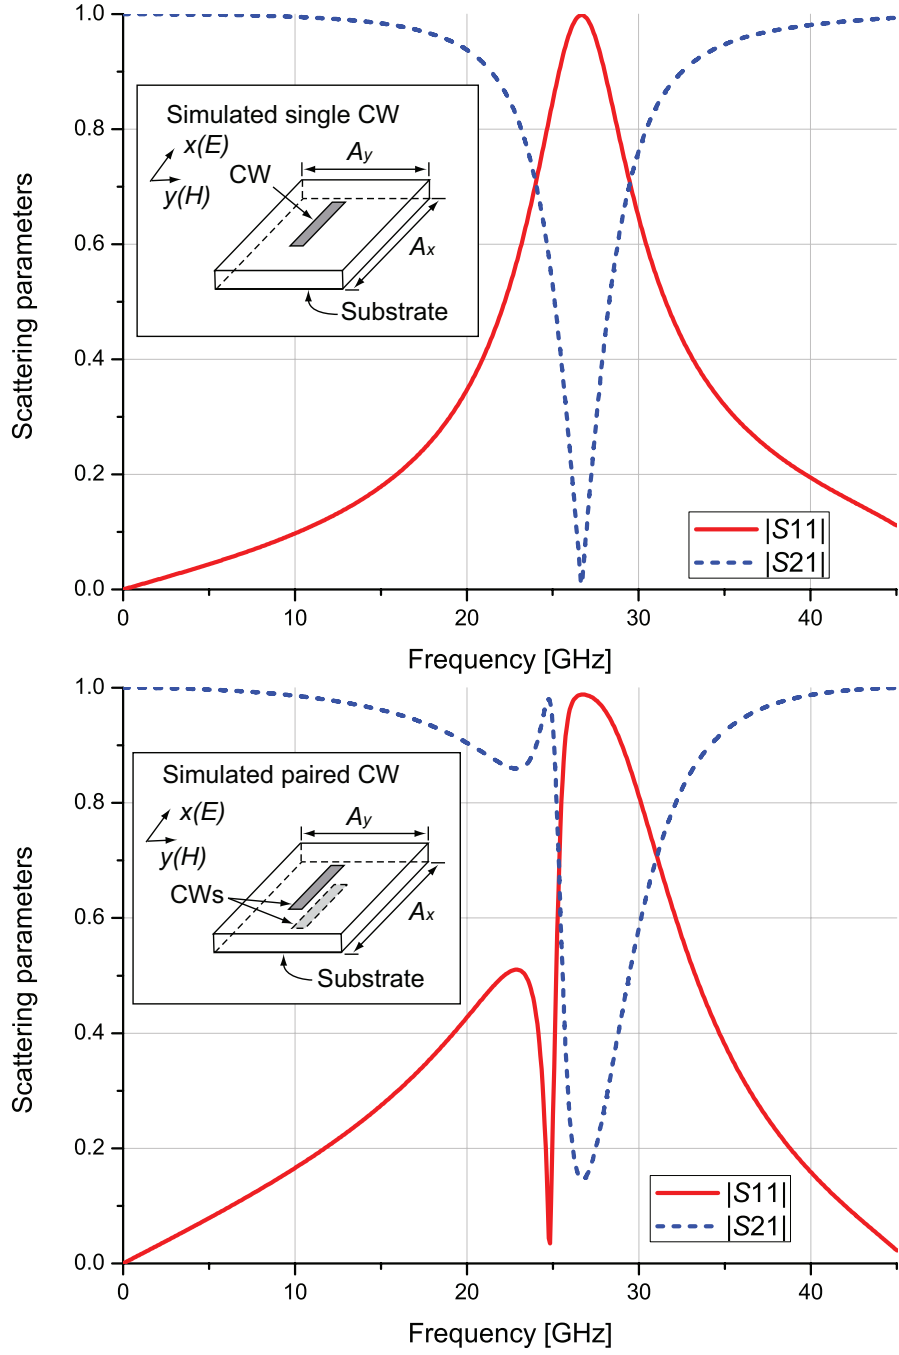 Scattering parameters
1.0
0.8
0.6
0.4
0.2
0.0
Simulated single CW
x(E)
y(H)
CW
Ay
Ax
Substrate
|S11|
|S21|
0 10 20 30 40
Frequency [GHz]
Scattering parameters
1.0
0.8
0.6
0.4
0.2
0.0
Simulated paired CW
x(E)
y(H)
CWs
Ay
Ax
Substrate
|S11|
|S21|
0 10 20 30 40
Frequency [GHz]